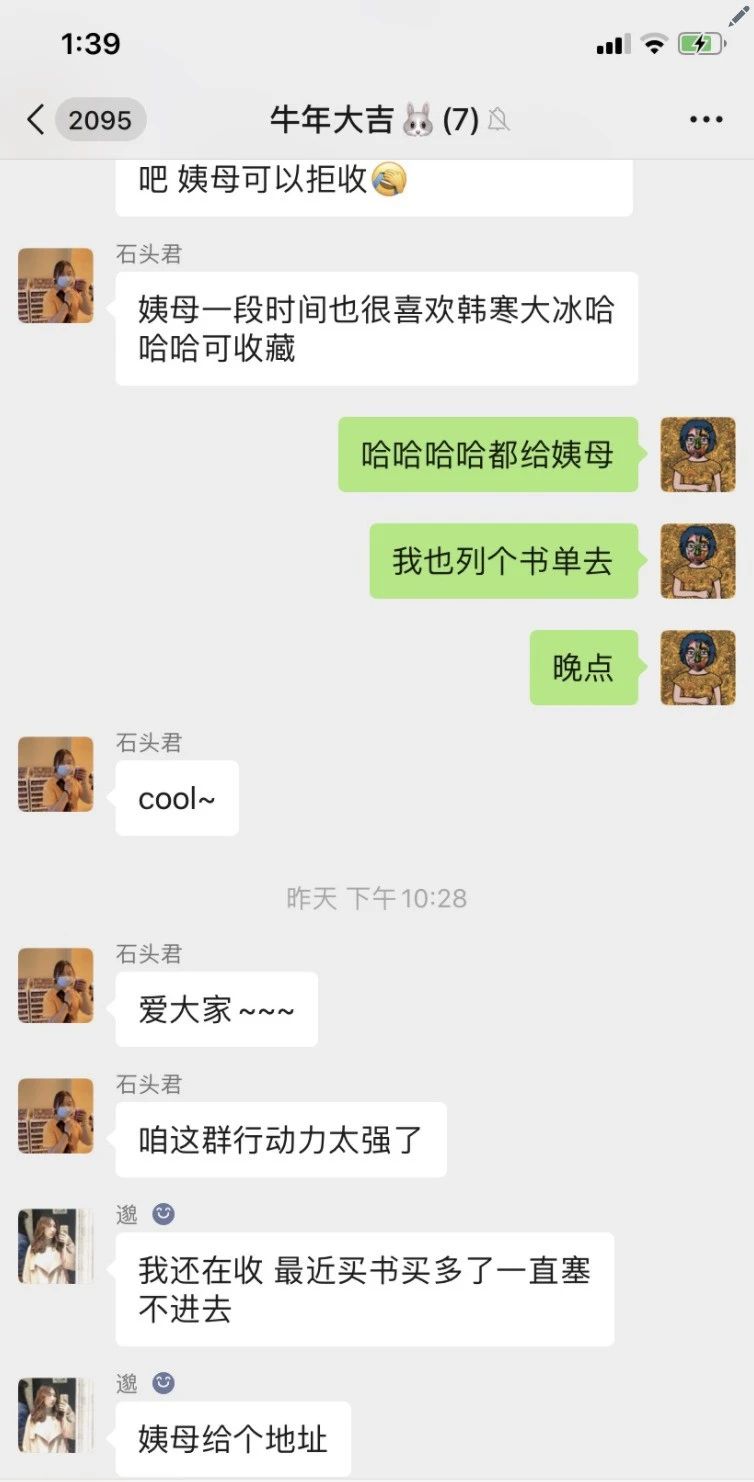 1:39
2095
牛年大吉🐰(7)
吧 姨母可以拒收🤣
石头君
姨母一段时间也很喜欢韩寒大冰哈
哈哈可收藏
哈哈哈哈都给姨母
我也列个书单去
晚点
石头君
cool~
昨天 下午10:28
石头君
爱大家~~~
石头君
咱这群行动力太强了
邈
我还在收 最近买书买多了一直塞
不进去
邈
姨母给个地址